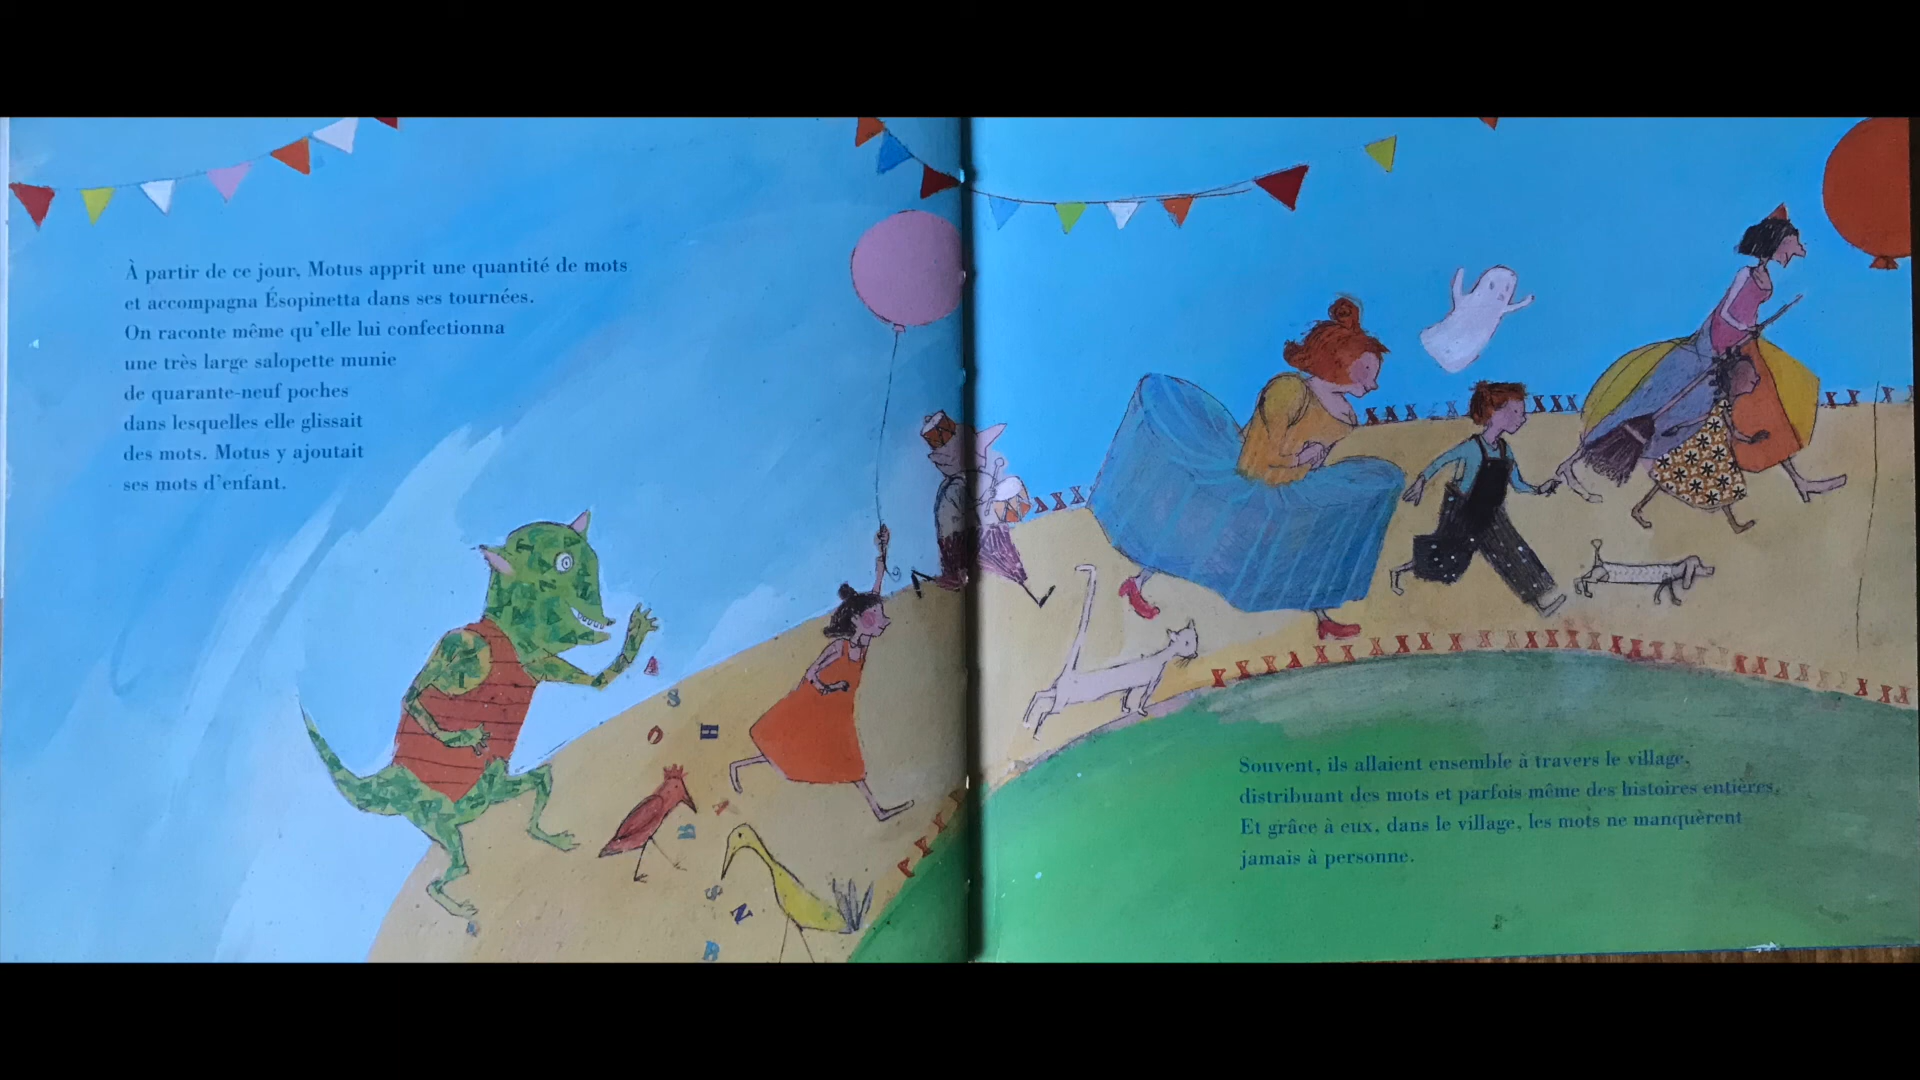 À partir de ce jour, Motus apprit une quantité de mots
et accompagna Ésopinetta dans ses tournées.
On raconte même qu'elle lui confectionna
une très large salopette munie
de quarante-neuf poches
dans lesquelles elle glissait
des mots. Motus y ajoutait
ses mots d'enfant.
Souvent, ils allaient ensemble à travers le village,
distribuant des mots et parfois même des histoires entières.
Et grâce à eux, dans le village, les mots ne manquèrent
jamais à personne.